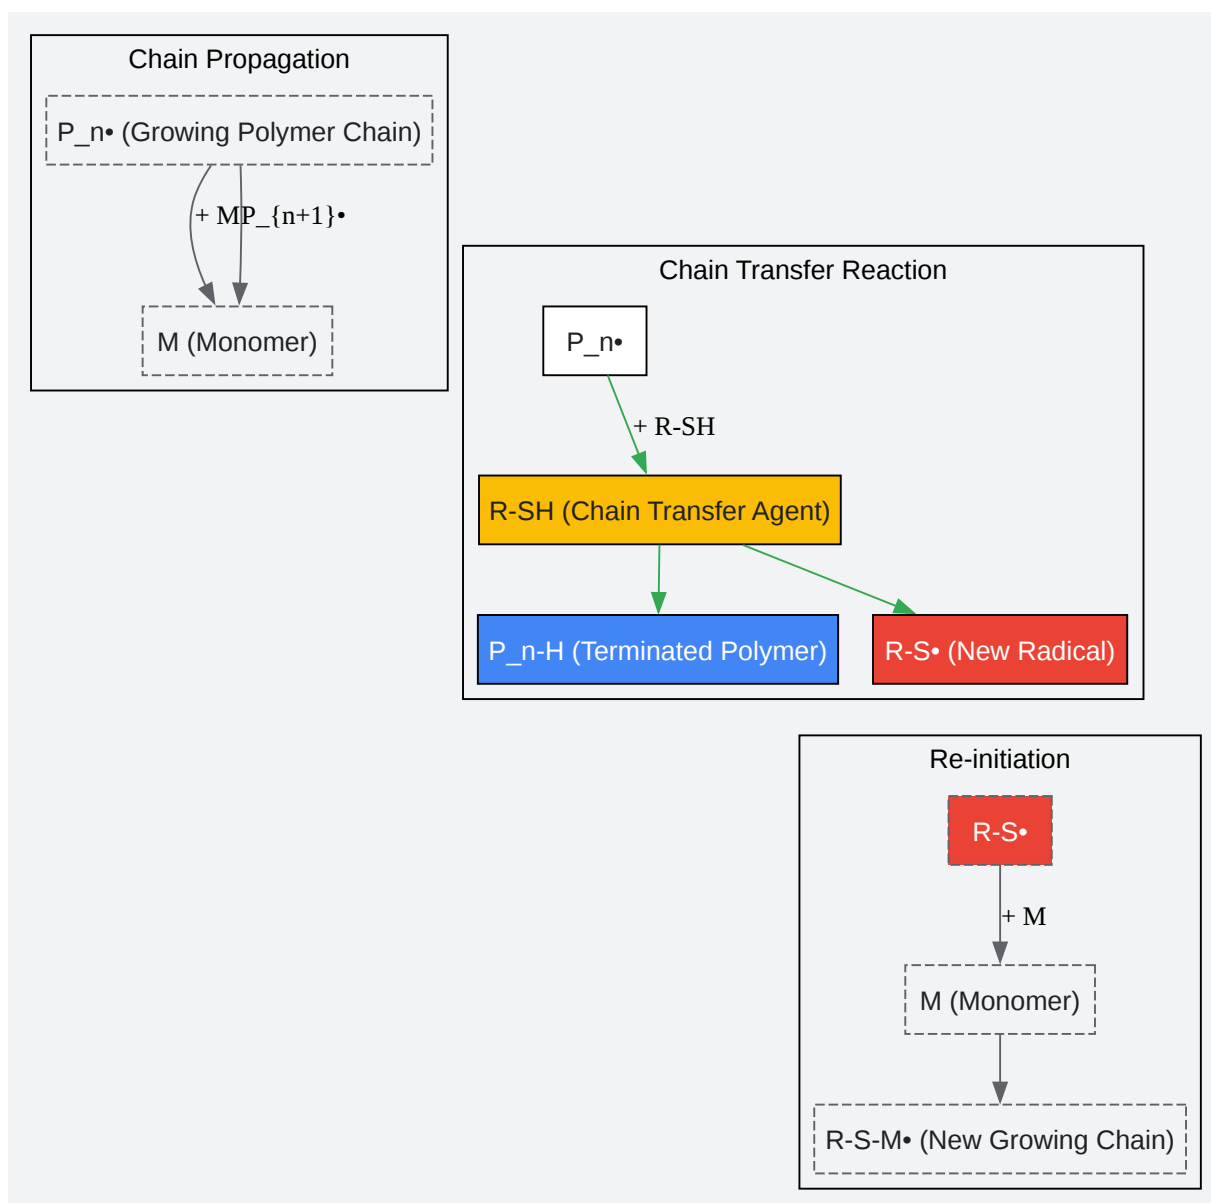 Chain Propagation
P_n• (Growing Polymer Chain)
+ M
P_{n+1}•
M (Monomer)
Chain Transfer Reaction
P_n•
+ R-SH
R-SH (Chain Transfer Agent)
P_n-H (Terminated Polymer)
R-S• (New Radical)
Re-initiation
R-S•
+ M
M (Monomer)
R-S-M• (New Growing Chain)